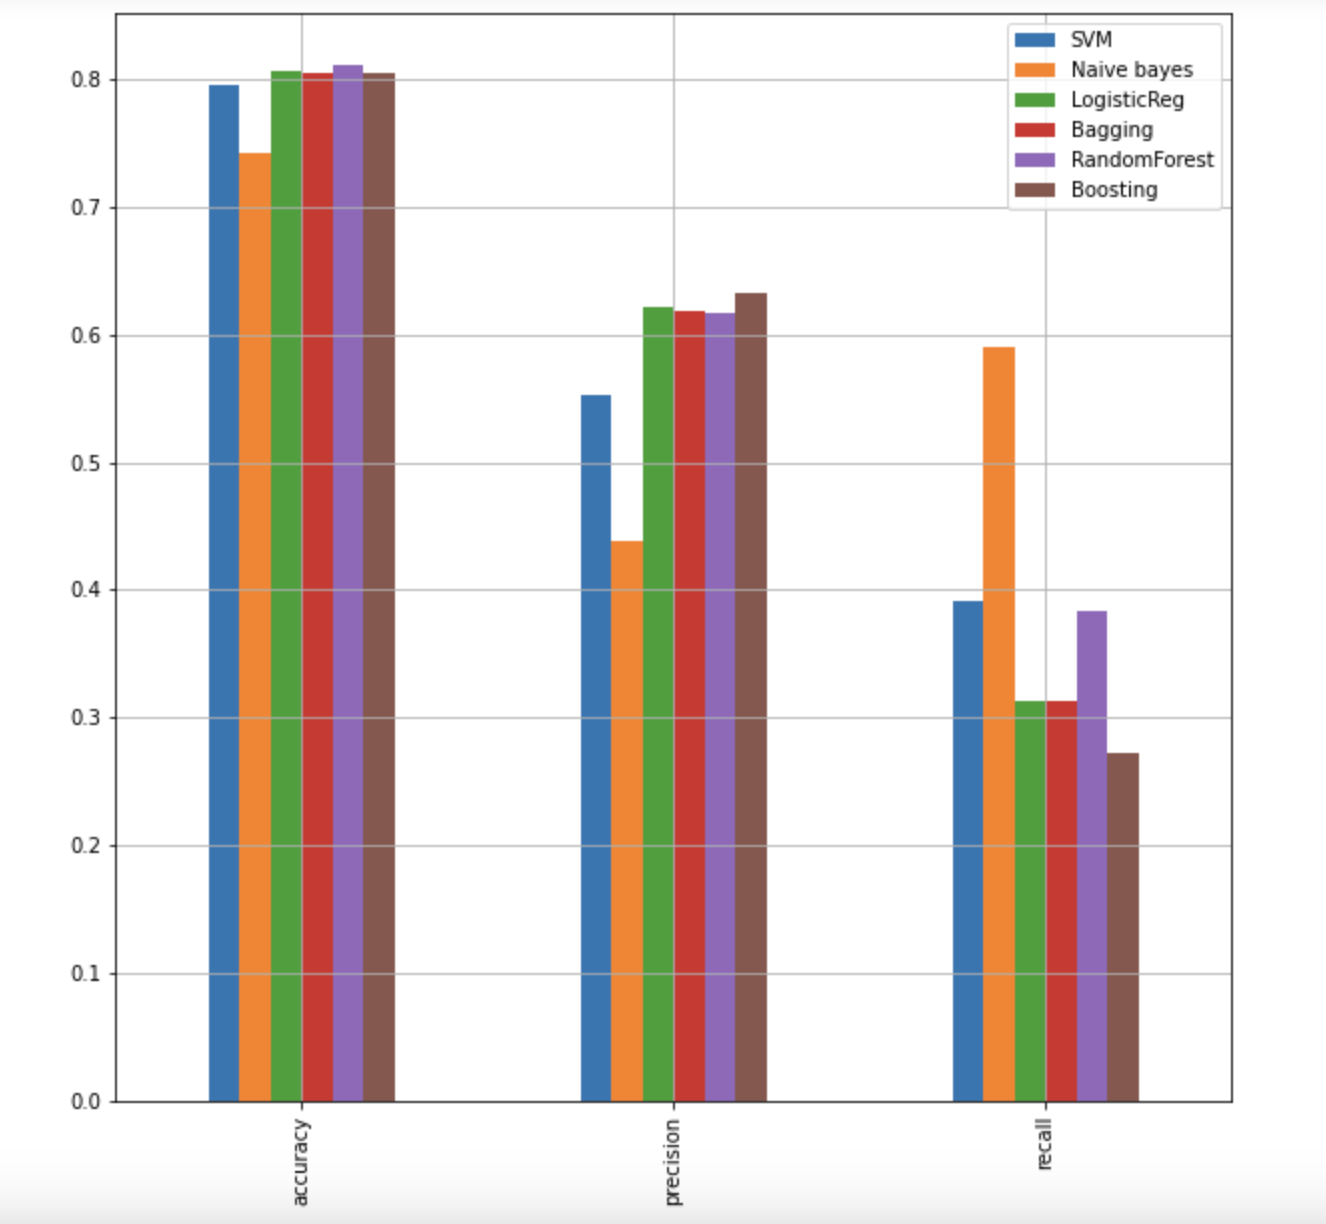 SVM
Naive bayes
LogisticReg
Bagging
RandomForest
Boosting
0.8
0.7
0.6
0.5
0.4
0.3
0.2
0.1
0.0
accuracy
precision
recall